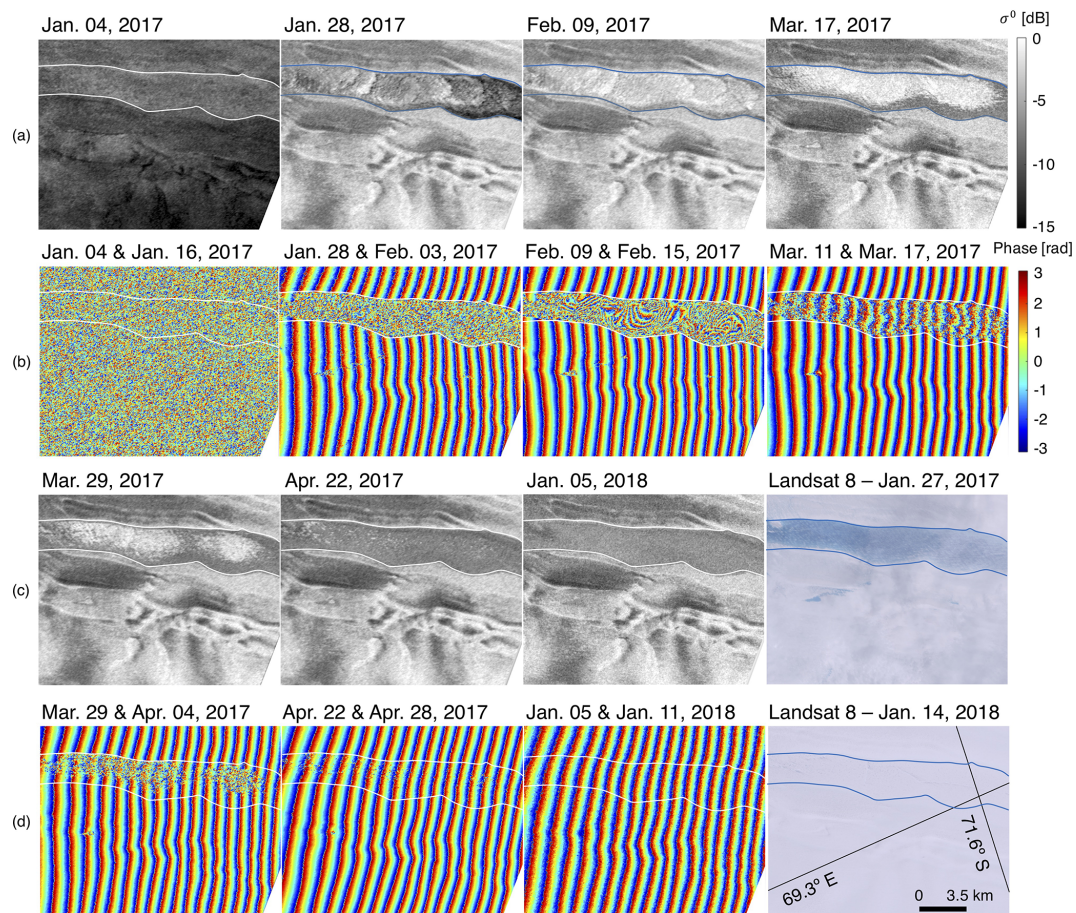 Jan. 04, 2017
Jan. 28, 2017
Feb. 09, 2017
Mar. 17, 2017
σ⁰ [dB]
0
-5
-10
-15
(a)
Jan. 04 & Jan. 16, 2017
Jan. 28 & Feb. 03, 2017
Feb. 09 & Feb. 15, 2017
Mar. 11 & Mar. 17, 2017
Phase [rad]
3
2
1
0
-1
-2
-3
(b)
Mar. 29, 2017
Apr. 22, 2017
Jan. 05, 2018
Landsat 8 – Jan. 27, 2017
(c)
Mar. 29 & Apr. 04, 2017
Apr. 22 & Apr. 28, 2017
Jan. 05 & Jan. 11, 2018
Landsat 8 – Jan. 14, 2018
(d)
71.6º S
69.3º E
0 3.5 km